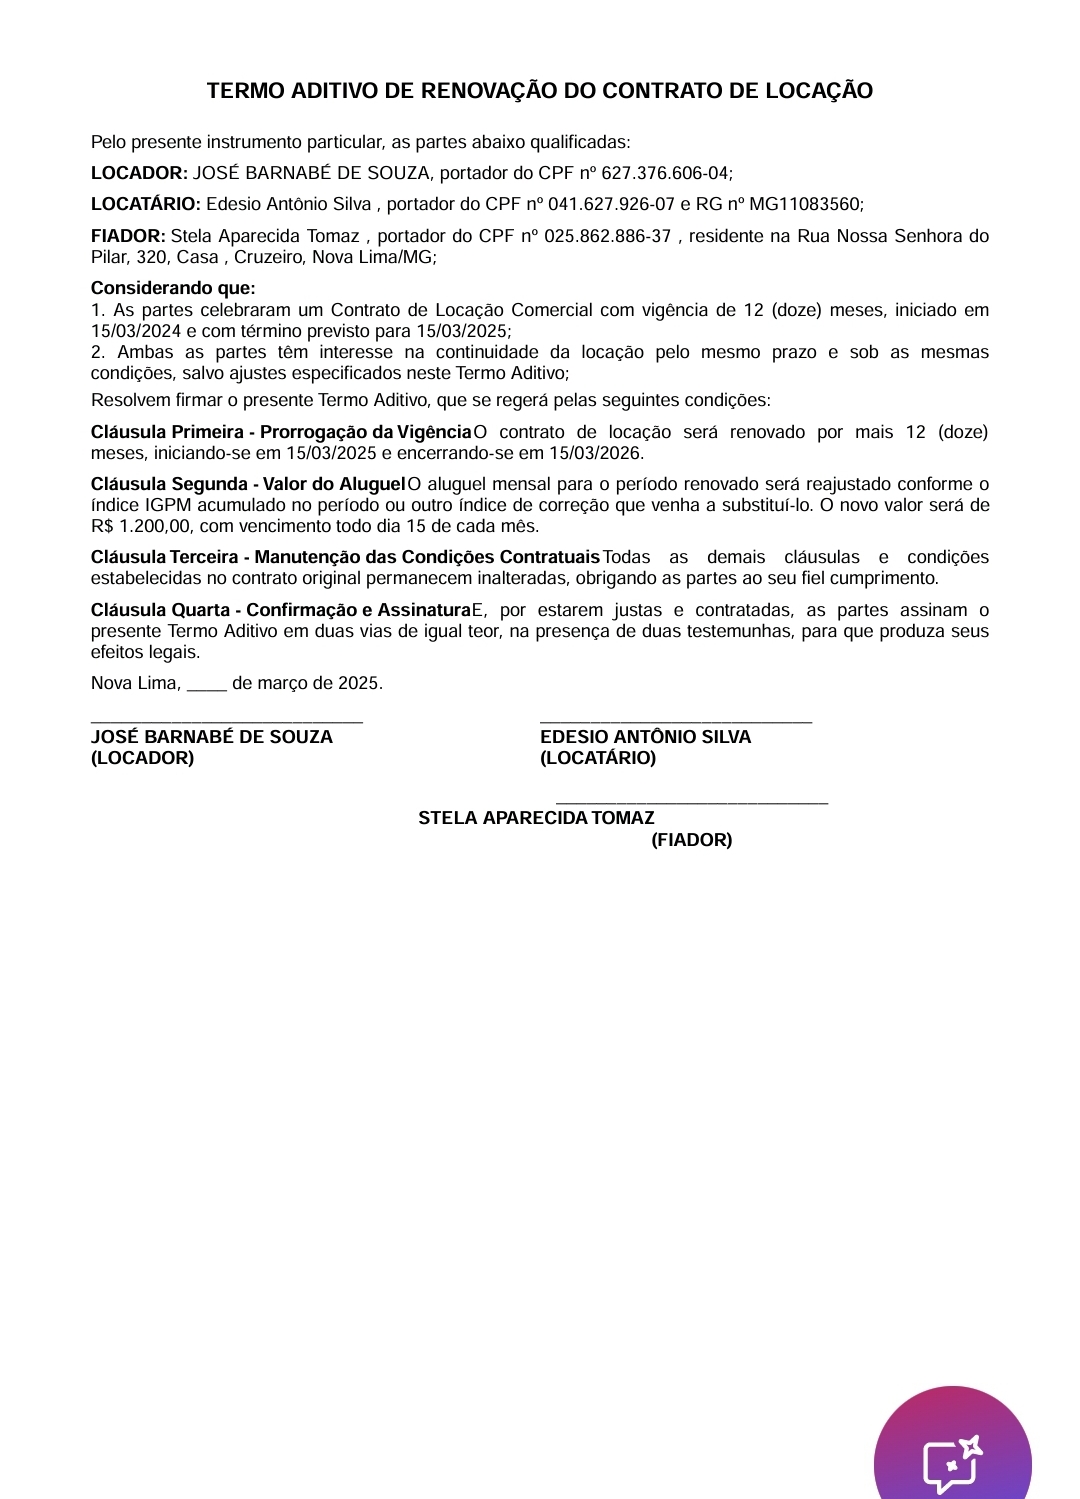 TERMO ADITIVO DE RENOVAÇÃO DO CONTRATO DE LOCAÇÃO
Pelo presente instrumento particular, as partes abaixo qualificadas:
LOCADOR: JOSÉ BARNABÉ DE SOUZA, portador do CPF nº 627.376.606-04;
LOCATÁRIO: Edesio Antônio Silva , portador do CPF nº 041.627.926-07 e RG nº MG11083560;
FIADOR: Stela Aparecida Tomaz , portador do CPF nº 025.862.886-37 , residente na Rua Nossa Senhora do
Pilar, 320, Casa , Cruzeiro, Nova Lima/MG;
Considerando que:
1. As partes celebraram um Contrato de Locação Comercial com vigência de 12 (doze) meses, iniciado em
15/03/2024 e com término previsto para 15/03/2025;
2. Ambas as partes têm interesse na continuidade da locação pelo mesmo prazo e sob as mesmas
condições, salvo ajustes especificados neste Termo Aditivo;
Resolvem firmar o presente Termo Aditivo, que se regerá pelas seguintes condições:
Cláusula Primeira - Prorrogação da VigênciaO contrato de locação será renovado por mais 12 (doze)
meses, iniciando-se em 15/03/2025 e encerrando-se em 15/03/2026.
Cláusula Segunda - Valor do AluguelO aluguel mensal para o período renovado será reajustado conforme o
índice IGPM acumulado no período ou outro índice de correção que venha a substituí-lo. O novo valor será de
R$ 1.200,00, com vencimento todo dia 15 de cada mês.
Cláusula Terceira - Manutenção das Condições ContratuaisTodas as demais cláusulas e condições
estabelecidas no contrato original permanecem inalteradas, obrigando as partes ao seu fiel cumprimento.
Cláusula Quarta - Confirmação e AssinaturaE, por estarem justas e contratadas, as partes assinam o
presente Termo Aditivo em duas vias de igual teor, na presença de duas testemunhas, para que produza seus
efeitos legais.
Nova Lima, ____ de março de 2025.
___________________________ ___________________________
JOSÉ BARNABÉ DE SOUZA EDESIO ANTÔNIO SILVA
(LOCADOR) (LOCATÁRIO)
___________________________
STELA APARECIDA TOMAZ
(FIADOR)